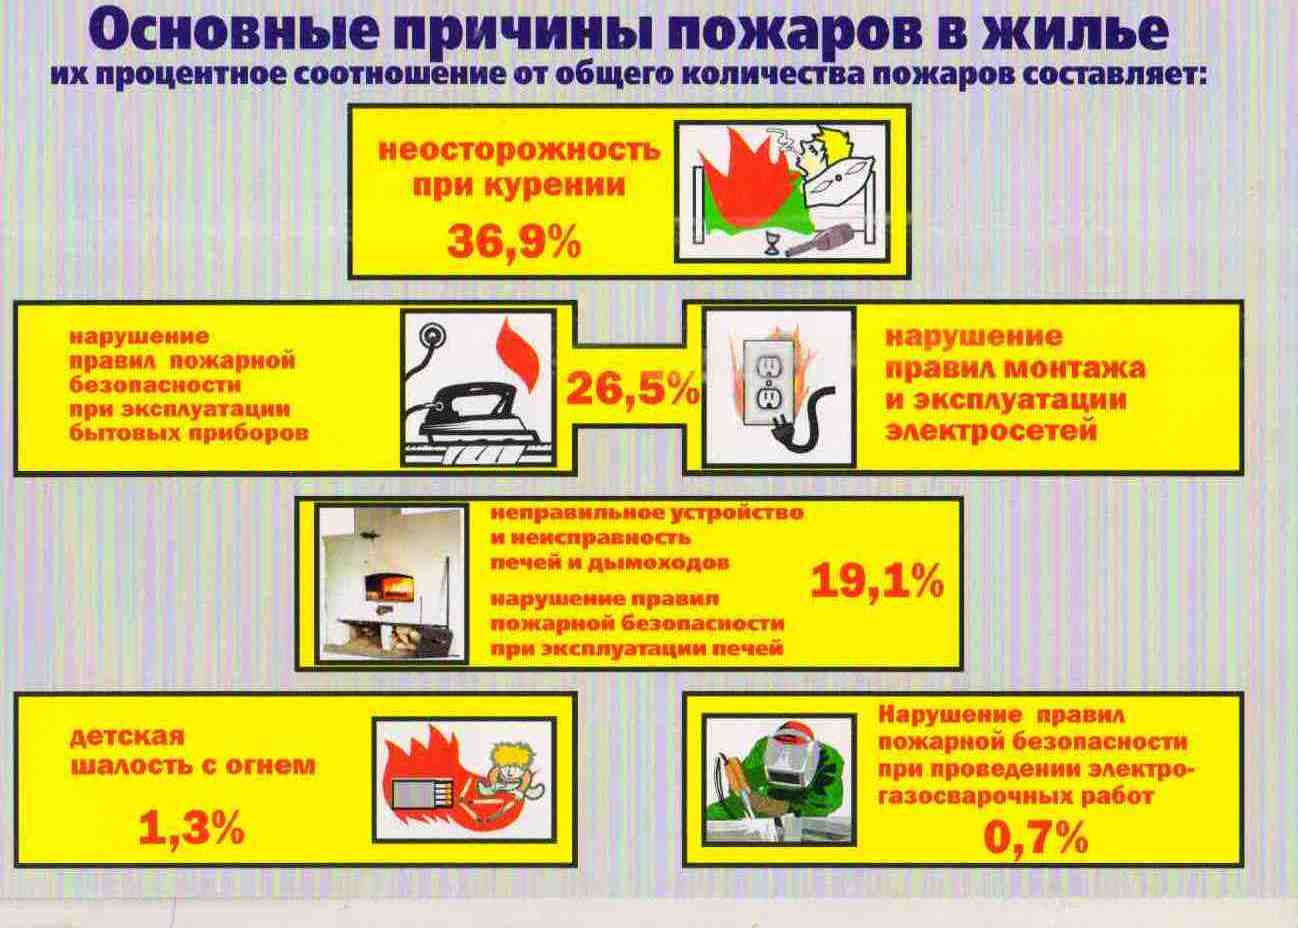 Основные причины пожаров в жилье
их процентное соотношение от общего количества пожаров составляет:
неосторожность
при курении
36,9%
нарушение
правил пожарной
безопасности
при эксплуатации
бытовых приборов
26,5%
нарушение
правил монтажа
и эксплуатации
электросетей
неправильное устройство
и неисправность
печей и дымоходов
нарушение правил
пожарной безопасности
при эксплуатации печей
19,1%
детская
шалость с огнем
1,3%
Нарушение правил
пожарной безопасности
при проведении электро-
газосварочных работ
0,7%